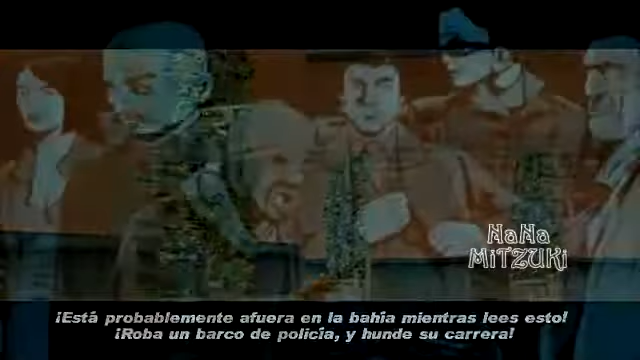 NaNa
MiTZUKi
¡Está probablemente afuera en la bahía mientras lees esto!
¡Roba un barco de policía, y hunde su carrera!